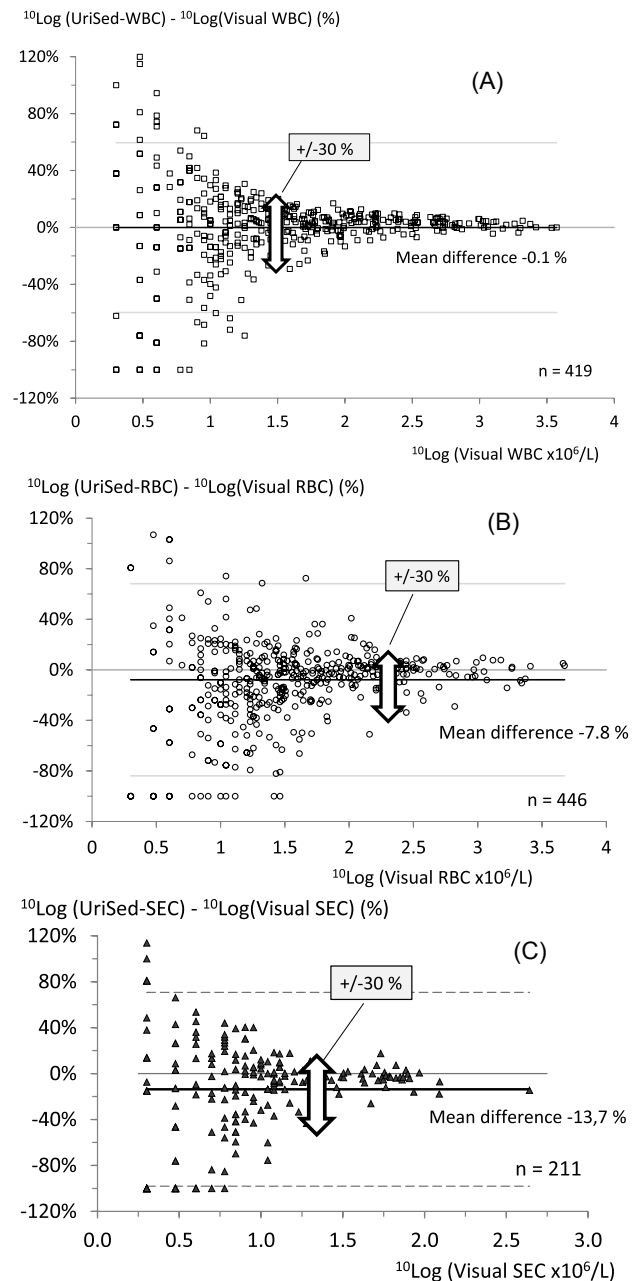 ¹⁰Log (UriSed-WBC) - ¹⁰Log(Visual WBC) (%)
120%
(A)
80%
+/-30 %
40%
0%
Mean difference -0.1 %
-40%
-80%
n = 419
-120%
0 0.5 1 1.5 2 2.5 3 3.5 4
¹⁰Log (Visual WBC x10⁶/L)
¹⁰Log (UriSed-RBC) - ¹⁰Log(Visual RBC) (%)
120%
(B)
80%
+/-30 %
40%
0%
-40%
Mean difference -7.8 %
-80%
n = 446
-120%
0 0.5 1 1.5 2 2.5 3 3.5 4
¹⁰Log (Visual RBC x10⁶/L)
¹⁰Log (UriSed-SEC) - ¹⁰Log(Visual SEC) (%)
120%
(C)
80%
+/-30 %
40%
0%
Mean difference -13,7 %
-40%
-80%
n = 211
-120%
0.0 0.5 1.0 1.5 2.0 2.5 3.0
¹⁰Log (Visual SEC x10⁶/L)